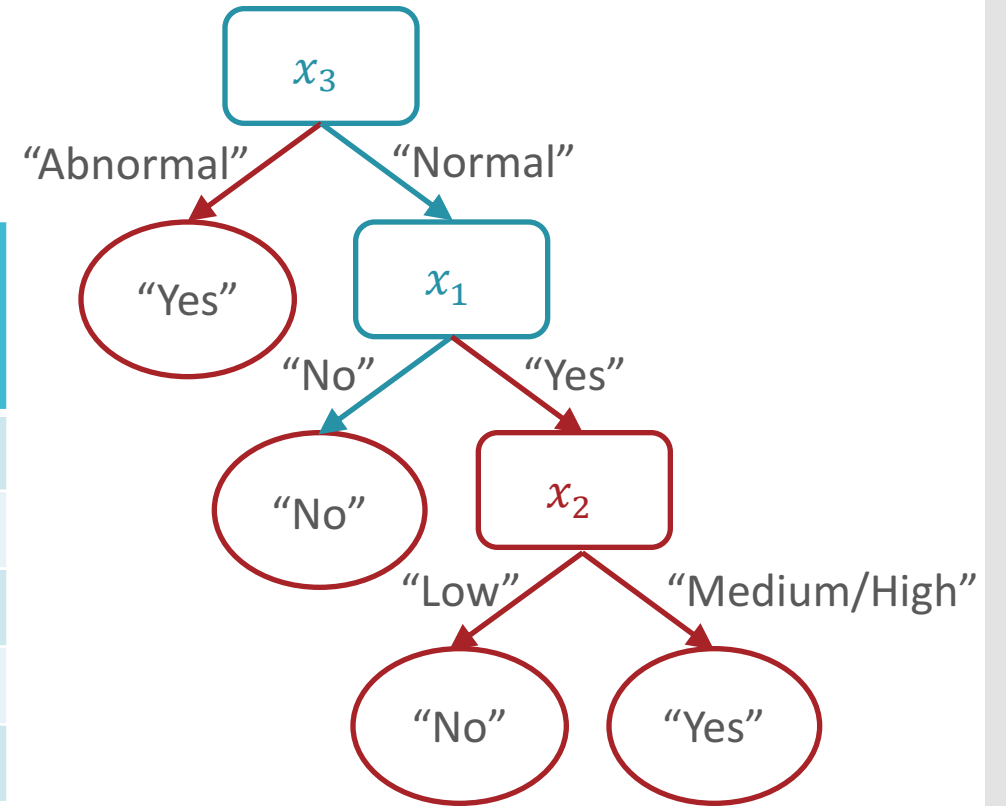 x₃
“Abnormal” “Normal”
“Yes” x₁
“No” “Yes”
“No” x₂
“Low” “Medium/High”
“No” “Yes”